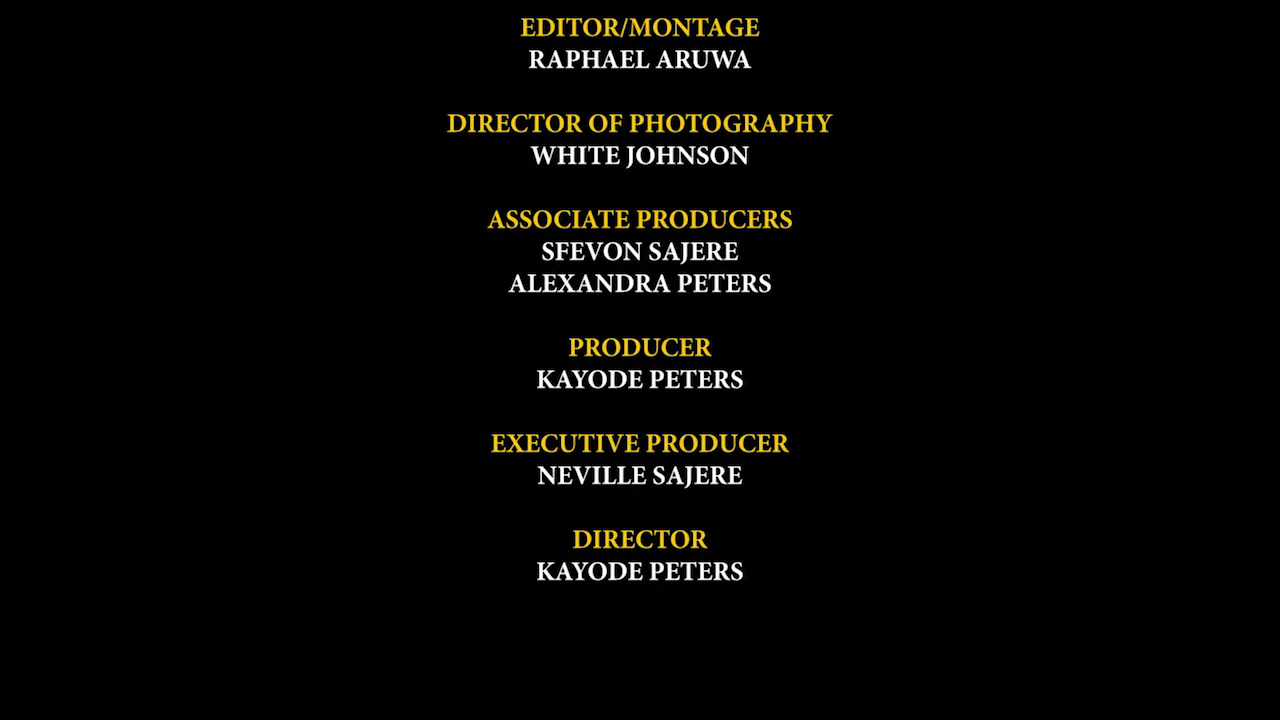 EDITOR/MONTAGE
RAPHAEL ARUWA
DIRECTOR OF PHOTOGRAPHY
WHITE JOHNSON
ASSOCIATE PRODUCERS
SFEVON SAJERE
ALEXANDRA PETERS
PRODUCER
KAYODE PETERS
EXECUTIVE PRODUCER
NEVILLE SAJERE
DIRECTOR
KAYODE PETERS